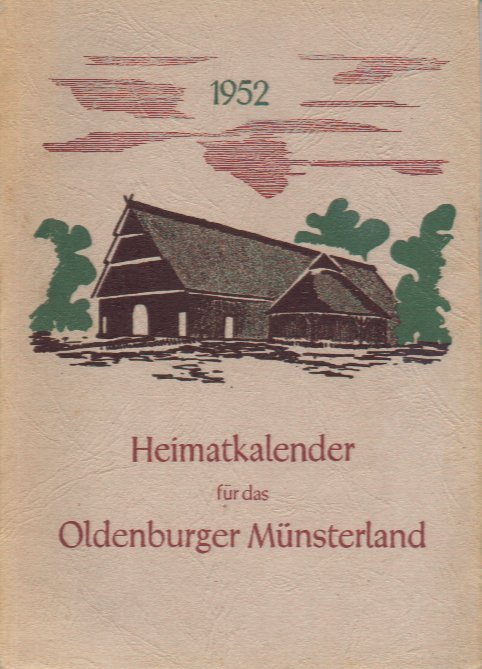 1952
Heimatkalender
für das
Oldenburger Münsterland